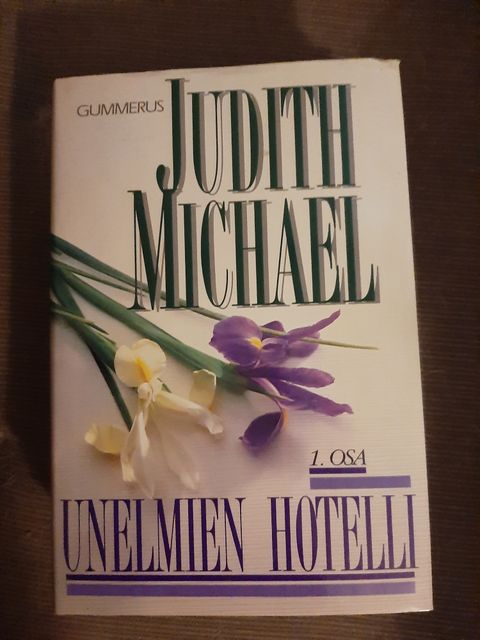 GUMMERUS
JUDITH
MICHAEL
1. OSA
UNELMIEN HOTELLI